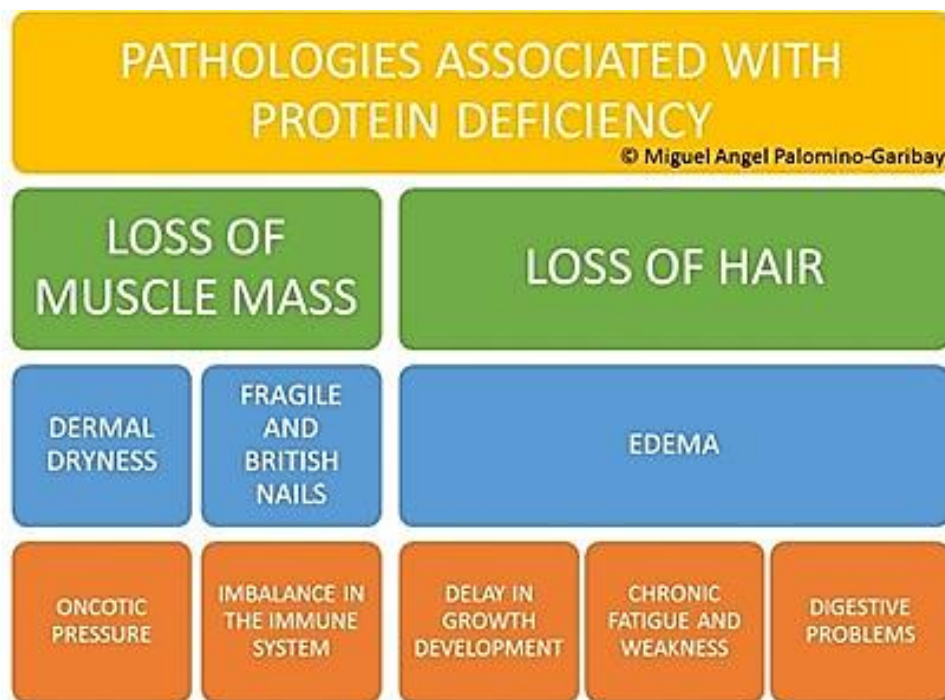 PATHOLOGIES ASSOCIATED WITH
PROTEIN DEFICIENCY
© Miguel Angel Palomino-Garibay
LOSS OF
MUSCLE MASS
LOSS OF HAIR
DERMAL
DRYNESS
FRAGILE
AND
BRITISH
NAILS
EDEMA
ONCOTIC
PRESSURE
IMBALANCE IN
THE IMMUNE
SYSTEM
DELAY IN
GROWTH
DEVELOPMENT
CHRONIC
FATIGUE AND
WEAKNESS
DIGESTIVE
PROBLEMS